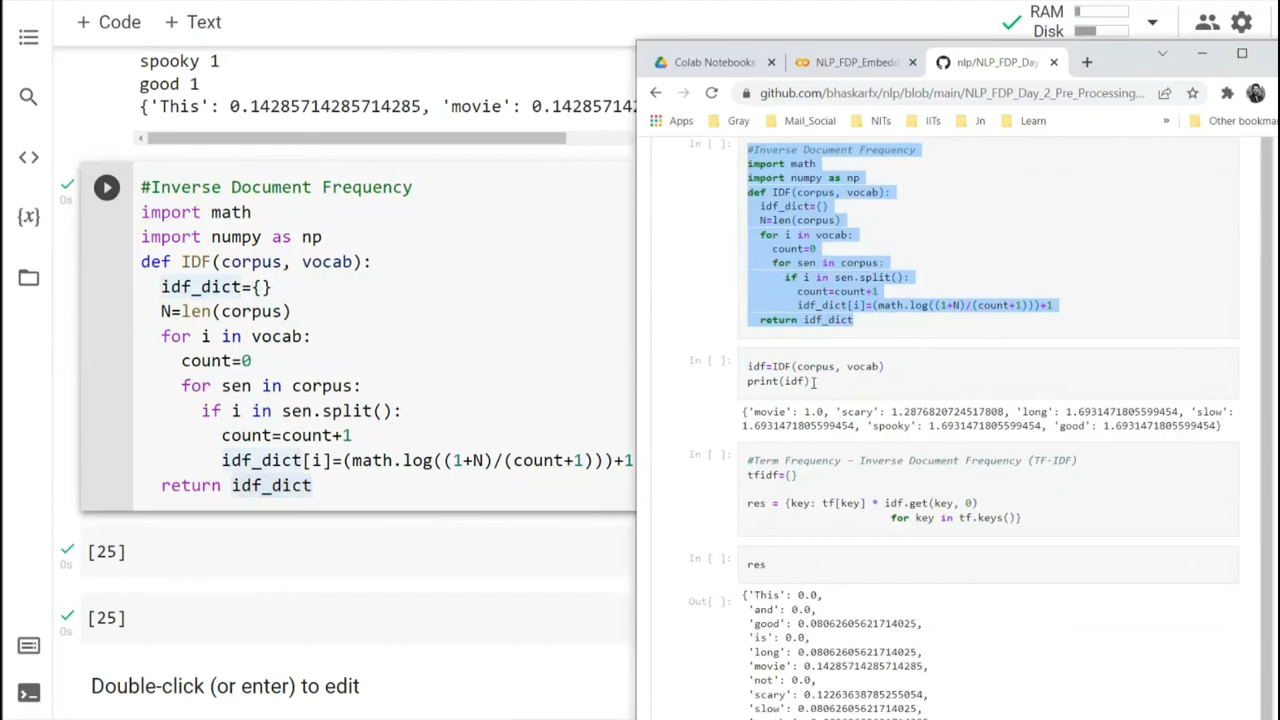 + Code + Text
RAM
Disk
spooky 1
good 1
{'This': 0.14285714285714285, 'movie': 0.142857142
#Inverse Document Frequency
import math
import numpy as np
def IDF(corpus, vocab):
idf_dict={}
N=len(corpus)
for i in vocab:
count=0
for sen in corpus:
if i in sen.split():
count=count+1
idf_dict[i]=(math.log((1+N)/(count+1)))+1
return idf_dict
0s
[25]
0s
[25]
0s
Double-click (or enter) to edit
Colab Notebooks
NLP_FDP_Embedd
nlp/NLP_FDP_Day_
github.com/bhaskarfx/nlp/blob/main/NLP_FDP_Day_2_Pre_Processing...
Apps Gray Mail_Social NITs IITs Jn Learn » Other bookma
In [ ]:
#Inverse Document Frequency
import math
import numpy as np
def IDF(corpus, vocab):
idf_dict={}
N=len(corpus)
for i in vocab:
count=0
for sen in corpus:
if i in sen.split():
count=count+1
idf_dict[i]=(math.log((1+N)/(count+1)))+1
return idf_dict
In [ ]:
idf=IDF(corpus, vocab)
print(idf)
{'movie': 1.0, 'scary': 1.2876820724517808, 'long': 1.6931471805599454, 'slow':
1.6931471805599454, 'spooky': 1.6931471805599454, 'good': 1.6931471805599454}
In [ ]:
#Term Frequency - Inverse Document Frequency (TF-IDF)
tfidf={}
res = {key: tf[key] * idf.get(key, 0)
for key in tf.keys()}
In [ ]:
res
Out[ ]:
{'This': 0.0,
'and': 0.0,
'good': 0.08062605621714025,
'is': 0.0,
'long': 0.08062605621714025,
'movie': 0.14285714285714285,
'not': 0.0,
'scary': 0.12263638785255054,
'slow': 0.08062605621714025,